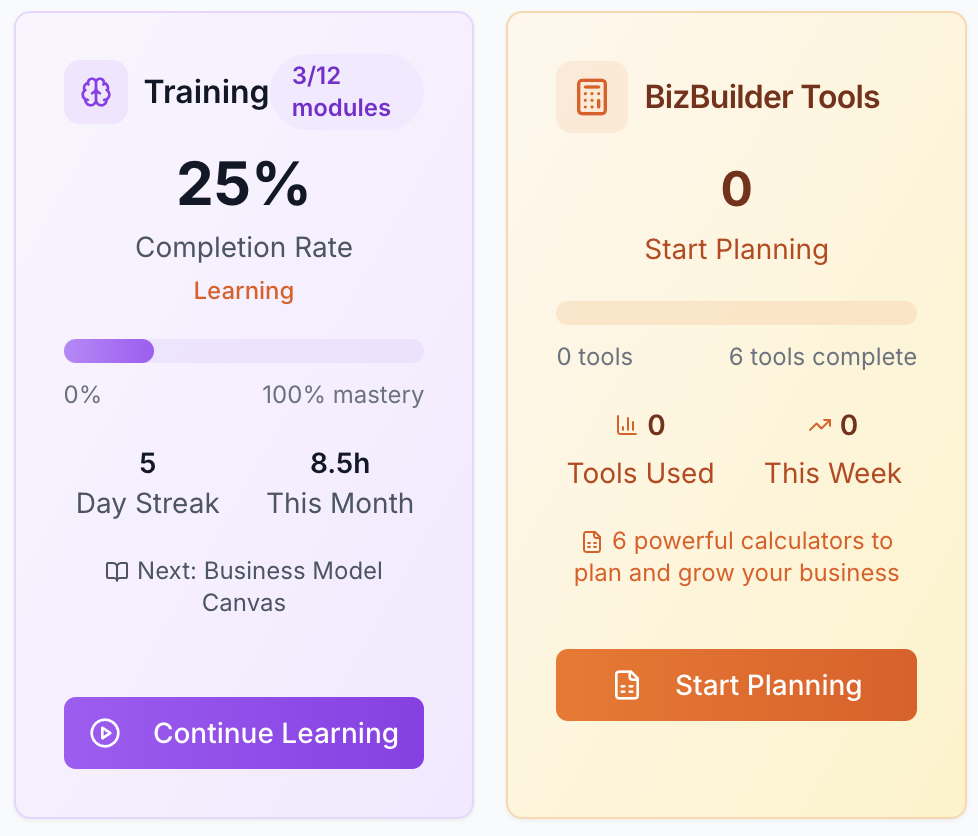 Training
3/12
modules
25%
Completion Rate
Learning
0%
100% mastery
5
Day Streak
8.5h
This Month
Next: Business Model
Canvas
Continue Learning
BizBuilder Tools
0
Start Planning
0 tools
6 tools complete
0
Tools Used
0
This Week
6 powerful calculators to
plan and grow your business
Start Planning